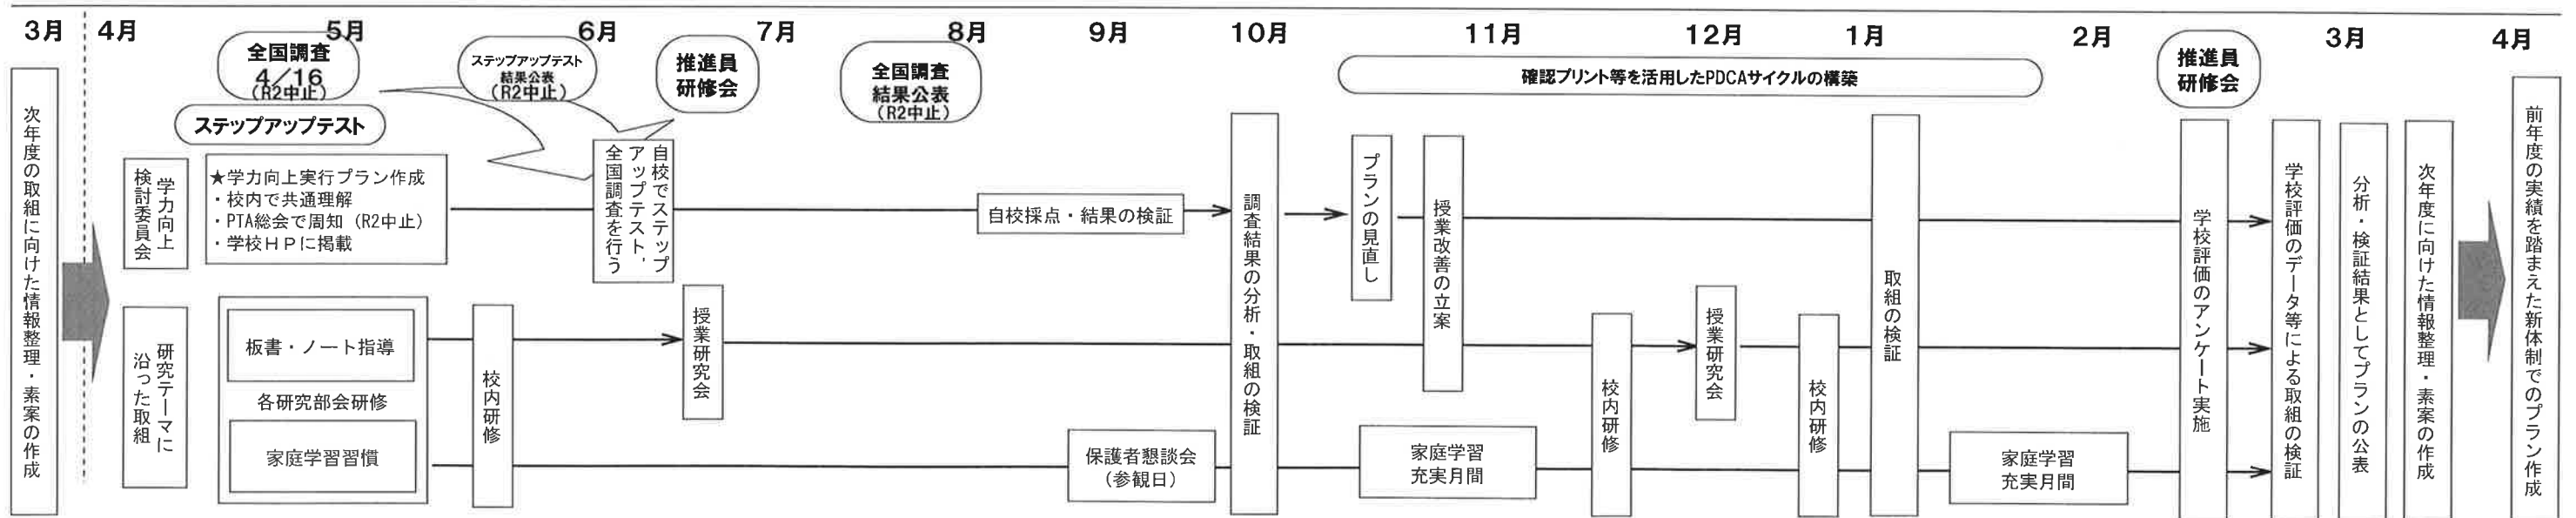 3月
4月
5月
6月
7月
8月
9月
10月
11月
12月
1月
2月
3月
4月
全国調査
4/16
(R2中止)
ステップアップテスト
ステップアップテスト
結果公表
(R2中止)
推進員
研修会
全国調査
結果公表
(R2中止)
確認プリント等を活用したPDCAサイクルの構築
推進員
研修会
次年度の取組に向けた情報整理・素案の作成
学力向上
検討委員会
★学力向上実行プラン作成
・校内で共通理解
・PTA総会で周知(R2中止)
・学校HPに掲載
自校でステップ
アップテスト,
全国調査を行う
自校採点・結果の検証
調査結果の分析・取組の検証
プランの見直し
授業改善の立案
取組の検証
学校評価のアンケート実施
学校評価のデータ等による取組の検証
分析・検証結果としてプランの公表
次年度に向けた情報整理・素案の作成
前年度の実績を踏まえた新体制でのプラン作成
研究テーマに
沿った取組
板書・ノート指導
各研究部会研修
家庭学習習慣
校内研修
授業研究会
保護者懇談会
(参観日)
家庭学習
充実月間
校内研修
授業研究会
校内研修
家庭学習
充実月間